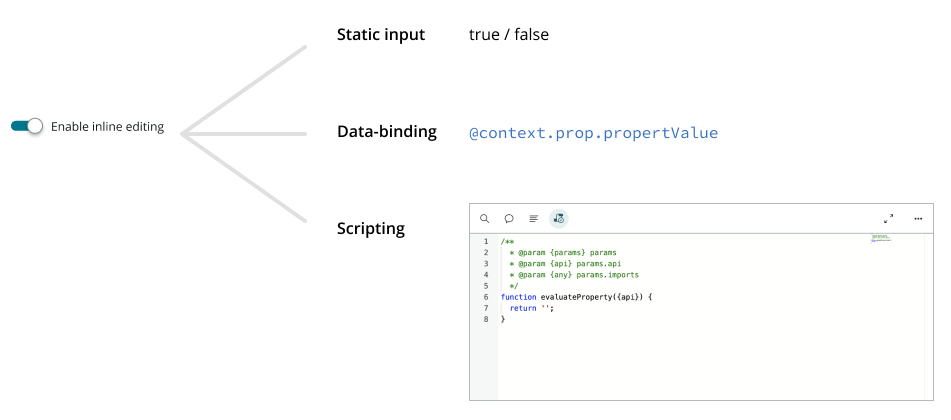 Static input true / false
Enable inline editing
Data-binding @context.prop.propertValue
Scripting
1 /**
2 * @param {params} params
3 * @param {api} params.api
4 * @param {any} params.imports
5 */
6 function evaluateProperty({api}) {
7 return '';
8 }